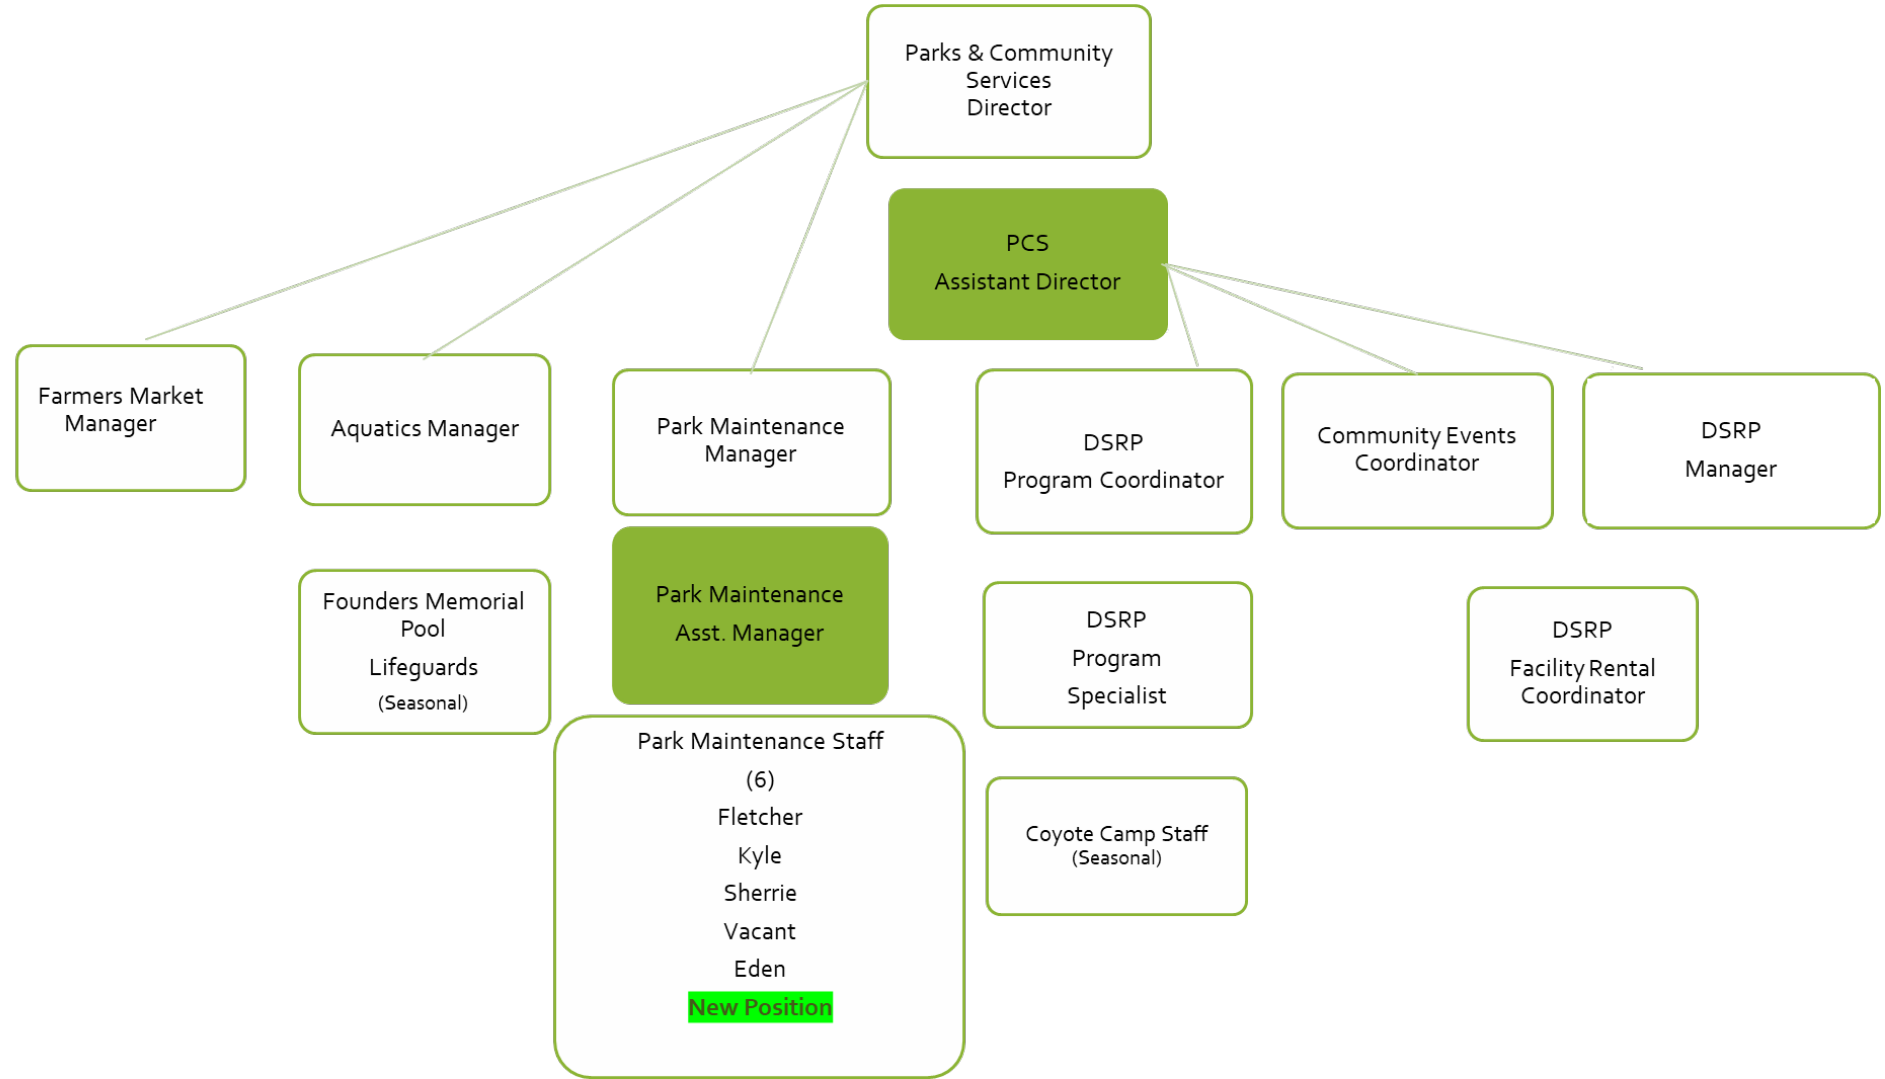 Parks & Community
Services
Director
PCS
Assistant Director
Farmers Market
Manager
Aquatics Manager
Park Maintenance
Manager
DSRP
Program Coordinator
Community Events
Coordinator
DSRP
Manager
Founders Memorial
Pool
Lifeguards
(Seasonal)
Park Maintenance
Asst. Manager
DSRP
Program
Specialist
DSRP
Facility Rental
Coordinator
Park Maintenance Staff
(6)
Fletcher
Kyle
Sherrie
Vacant
Eden
New Position
Coyote Camp Staff
(Seasonal)